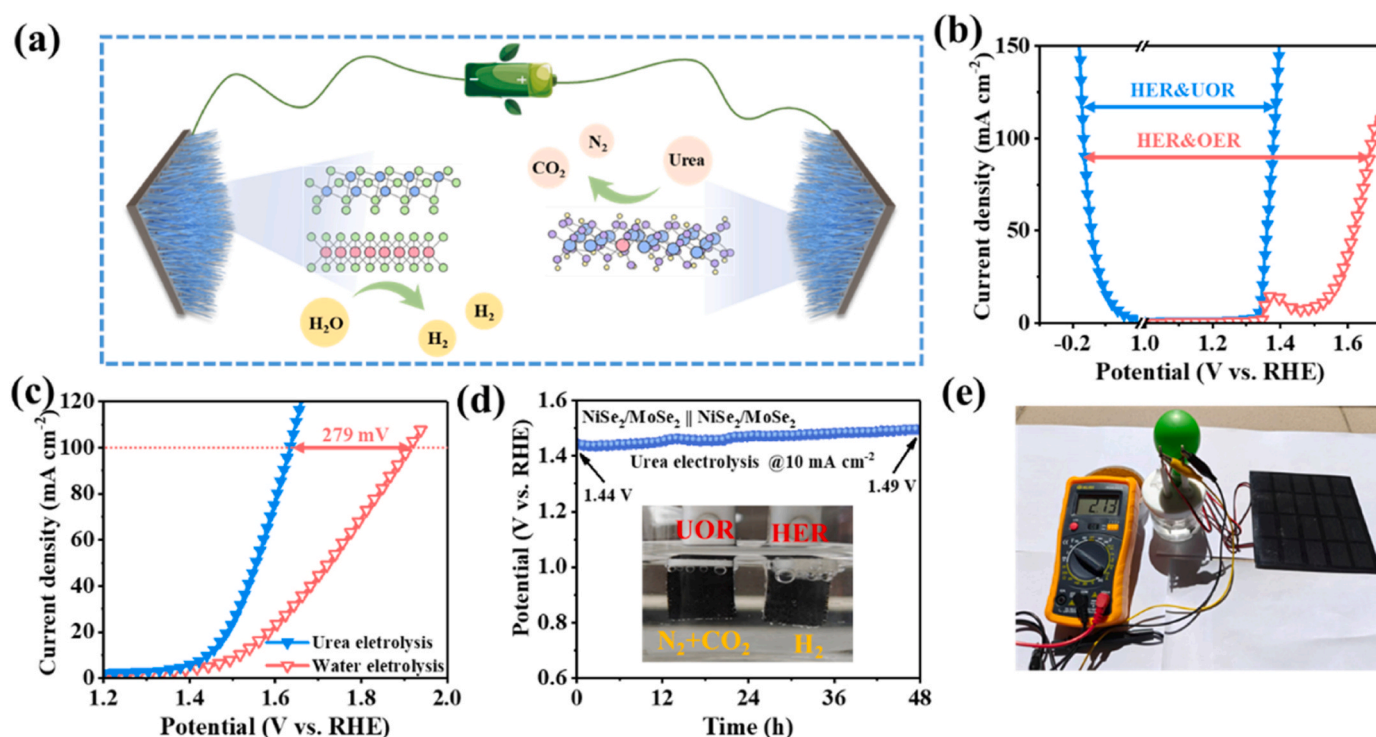 (a)
−
+
N₂
CO₂
Urea
H₂O
H₂
H₂
(b)
150
100
50
0
-0.2
1.0
1.2
1.4
1.6
HER&UOR
HER&OER
Current density (mA cm⁻²)
Potential (V vs. RHE)
(c)
120
100
80
60
40
20
0
1.2
1.4
1.6
1.8
2.0
279 mV
Urea eletrolysis
Water eletrolysis
Current density (mA cm⁻²)
Potential (V vs. RHE)
(d)
1.6
1.4
1.2
1.0
0.8
0.6
0
12
24
36
48
NiSe₂/MoSe₂ || NiSe₂/MoSe₂
Urea electrolysis @10 mA cm⁻²
1.44 V
1.49 V
UOR
HER
N₂+CO₂
H₂
Potential (V vs. RHE)
Time (h)
(e)